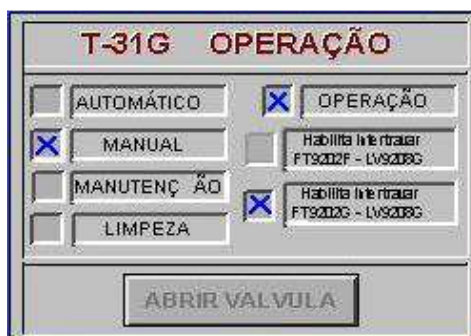 T-31G OPERAÇÃO
AUTOMÁTICO
MANUAL
MANUTENÇ ÃO
LIMPEZA
OPERAÇÃO
Habilita Intertravar
FT9202F - LV9208G
Habilita Intertravar
FT9202G - LV9208G
ABRIR VALVULA